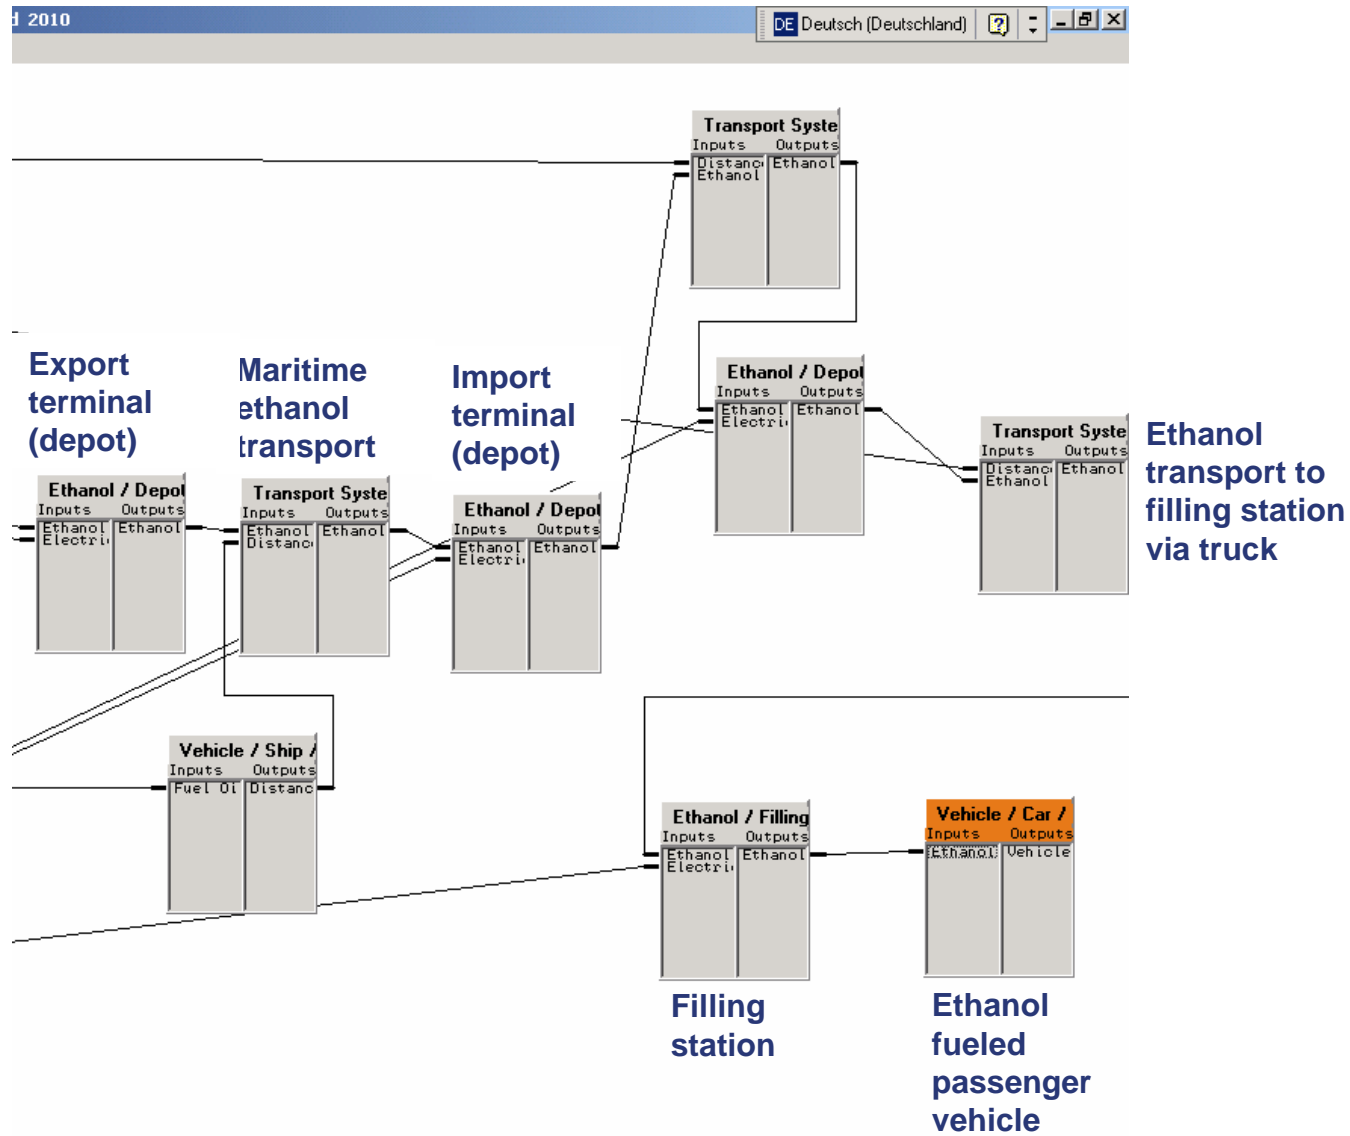 d 2010
DE Deutsch (Deutschland)
Transport Syste
Inputs Outputs
Distanc Ethanol
Ethanol
Export
terminal
(depot)
Maritime
ethanol
transport
Import
terminal
(depot)
Ethanol / Depot
Inputs Outputs
Ethanol Ethanol
Electri
Transport Syste
Inputs Outputs
Distanc Ethanol
Ethanol
Ethanol
transport to
filling station
via truck
Ethanol / Depot
Inputs Outputs
Ethanol Ethanol
Electri
Transport Syste
Inputs Outputs
Ethanol Ethanol
Distanc
Ethanol / Depot
Inputs Outputs
Ethanol Ethanol
Electri
Vehicle / Ship /
Inputs Outputs
Fuel Oi Distanc
Ethanol / Filling
Inputs Outputs
Ethanol Ethanol
Electri
Vehicle / Car /
Inputs Outputs
Ethanol Vehicle
Filling
station
Ethanol
fueled
passenger
vehicle